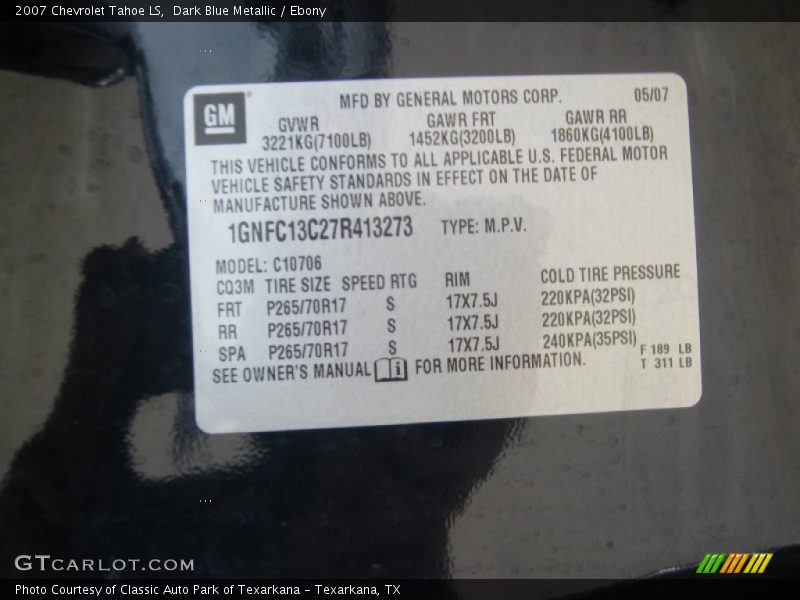 2007 Chevrolet Tahoe LS,  Dark Blue Metallic / Ebony
GM
MFD BY GENERAL MOTORS CORP. 05/07
GVWR GAWR FRT GAWR RR
3221KG(7100LB) 1452KG(3200LB) 1860KG(4100LB)
THIS VEHICLE CONFORMS TO ALL APPLICABLE U.S. FEDERAL MOTOR
VEHICLE SAFETY STANDARDS IN EFFECT ON THE DATE OF
MANUFACTURE SHOWN ABOVE.
1GNFC13C27R413273 TYPE: M.P.V.
MODEL: C10706
CQ3M TIRE SIZE SPEED RTG RIM COLD TIRE PRESSURE
FRT P265/70R17 S 17X7.5J 220KPA(32PSI)
RR P265/70R17 S 17X7.5J 220KPA(32PSI)
SPA P265/70R17 S 17X7.5J 240KPA(35PSI)
SEE OWNER'S MANUAL i FOR MORE INFORMATION.
F 189 LB
T 311 LB
GTCARLOT.COM
Photo Courtesy of Classic Auto Park of Texarkana - Texarkana, TX